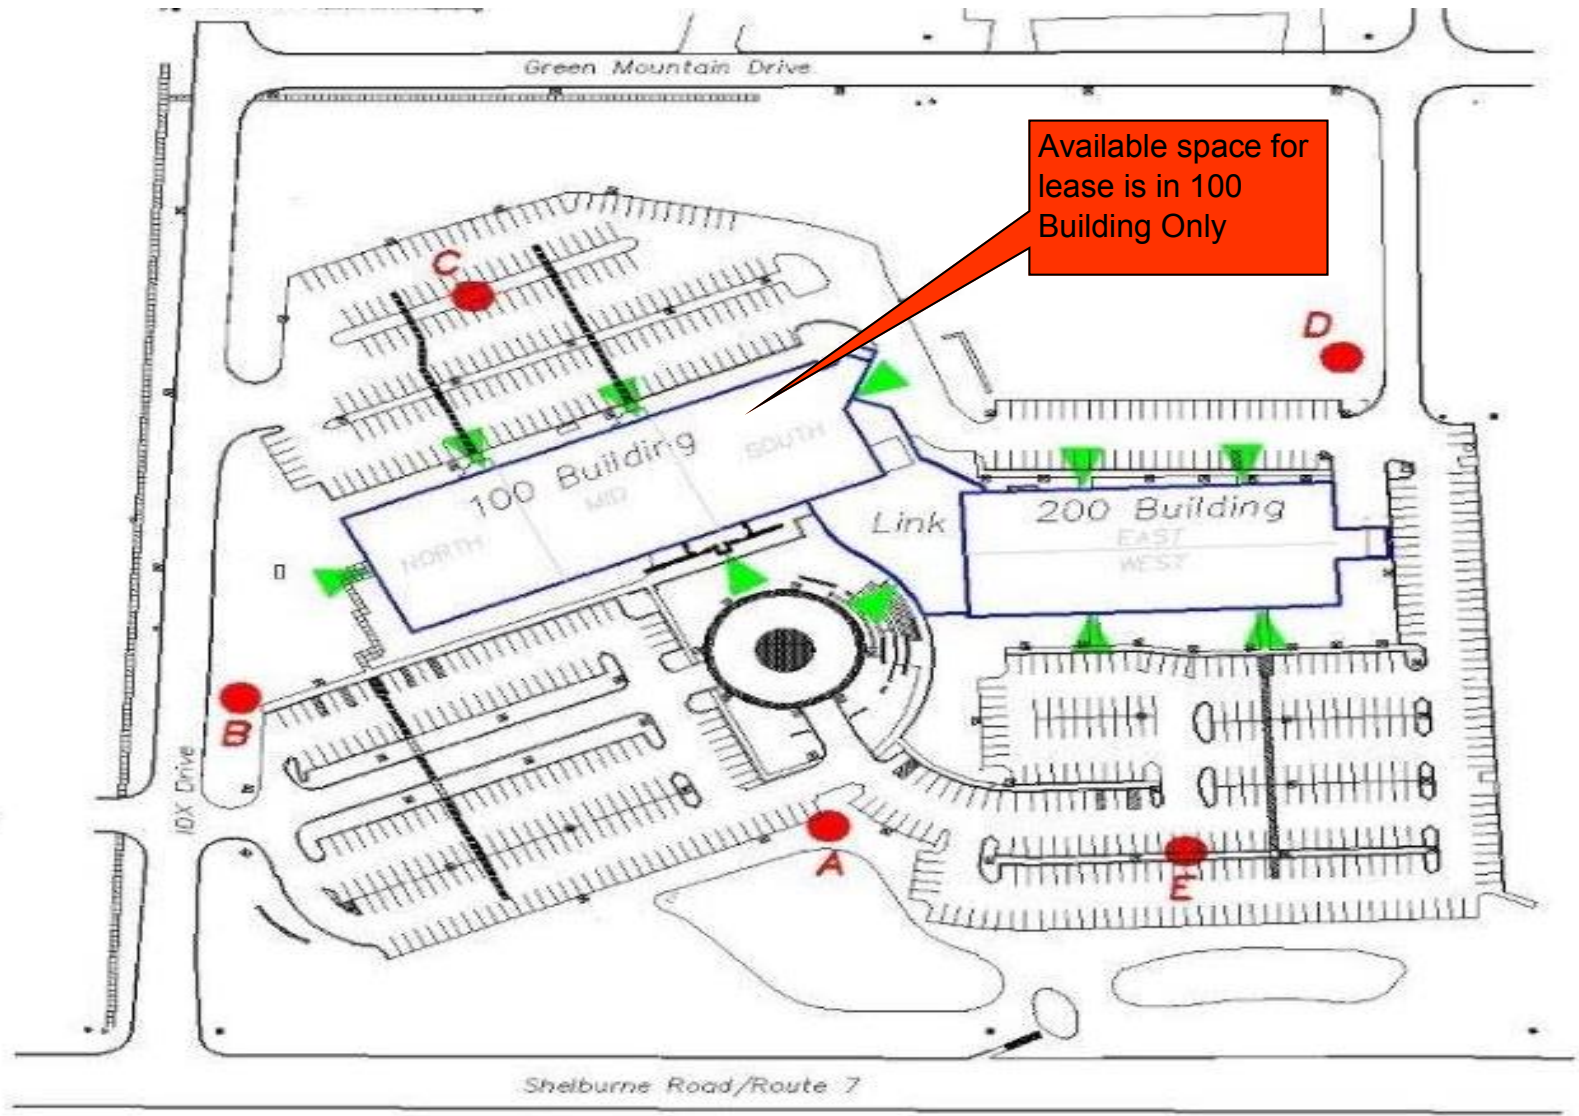 Green Mountain Drive
Available space for
lease is in 100
Building Only
C
D
100 Building
SOUTH
MID
NORTH
Link
200 Building
EAST
WEST
B
IDX Drive
A
E
Shelburne Road/Route 7